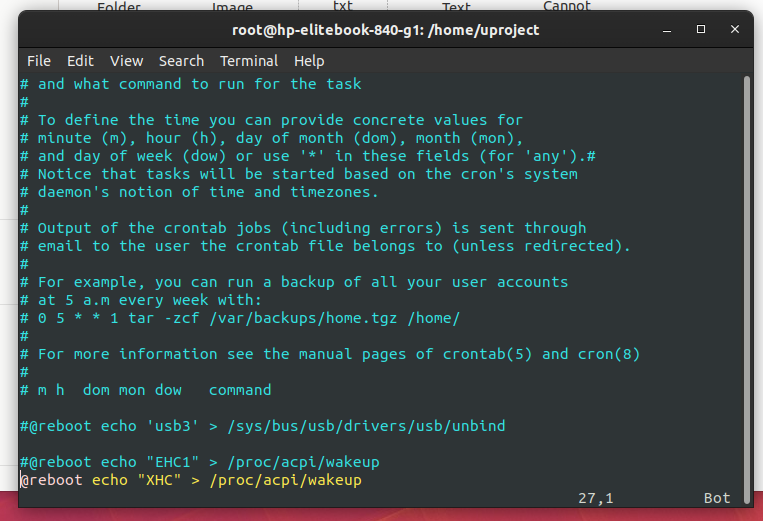 Folder Image txt Text Cannot
root@hp-elitebook-840-g1: /home/uproject
File Edit View Search Terminal Help
# and what command to run for the task
#
# To define the time you can provide concrete values for
# minute (m), hour (h), day of month (dom), month (mon),
# and day of week (dow) or use '*' in these fields (for 'any').#
# Notice that tasks will be started based on the cron's system
# daemon's notion of time and timezones.
#
# Output of the crontab jobs (including errors) is sent through
# email to the user the crontab file belongs to (unless redirected).
#
# For example, you can run a backup of all your user accounts
# at 5 a.m every week with:
# 0 5 * * 1 tar -zcf /var/backups/home.tgz /home/
#
# For more information see the manual pages of crontab(5) and cron(8)
#
# m h  dom mon dow   command
#@reboot echo 'usb3' > /sys/bus/usb/drivers/usb/unbind
#@reboot echo "EHC1" > /proc/acpi/wakeup
@reboot echo "XHC" > /proc/acpi/wakeup
27,1 Bot